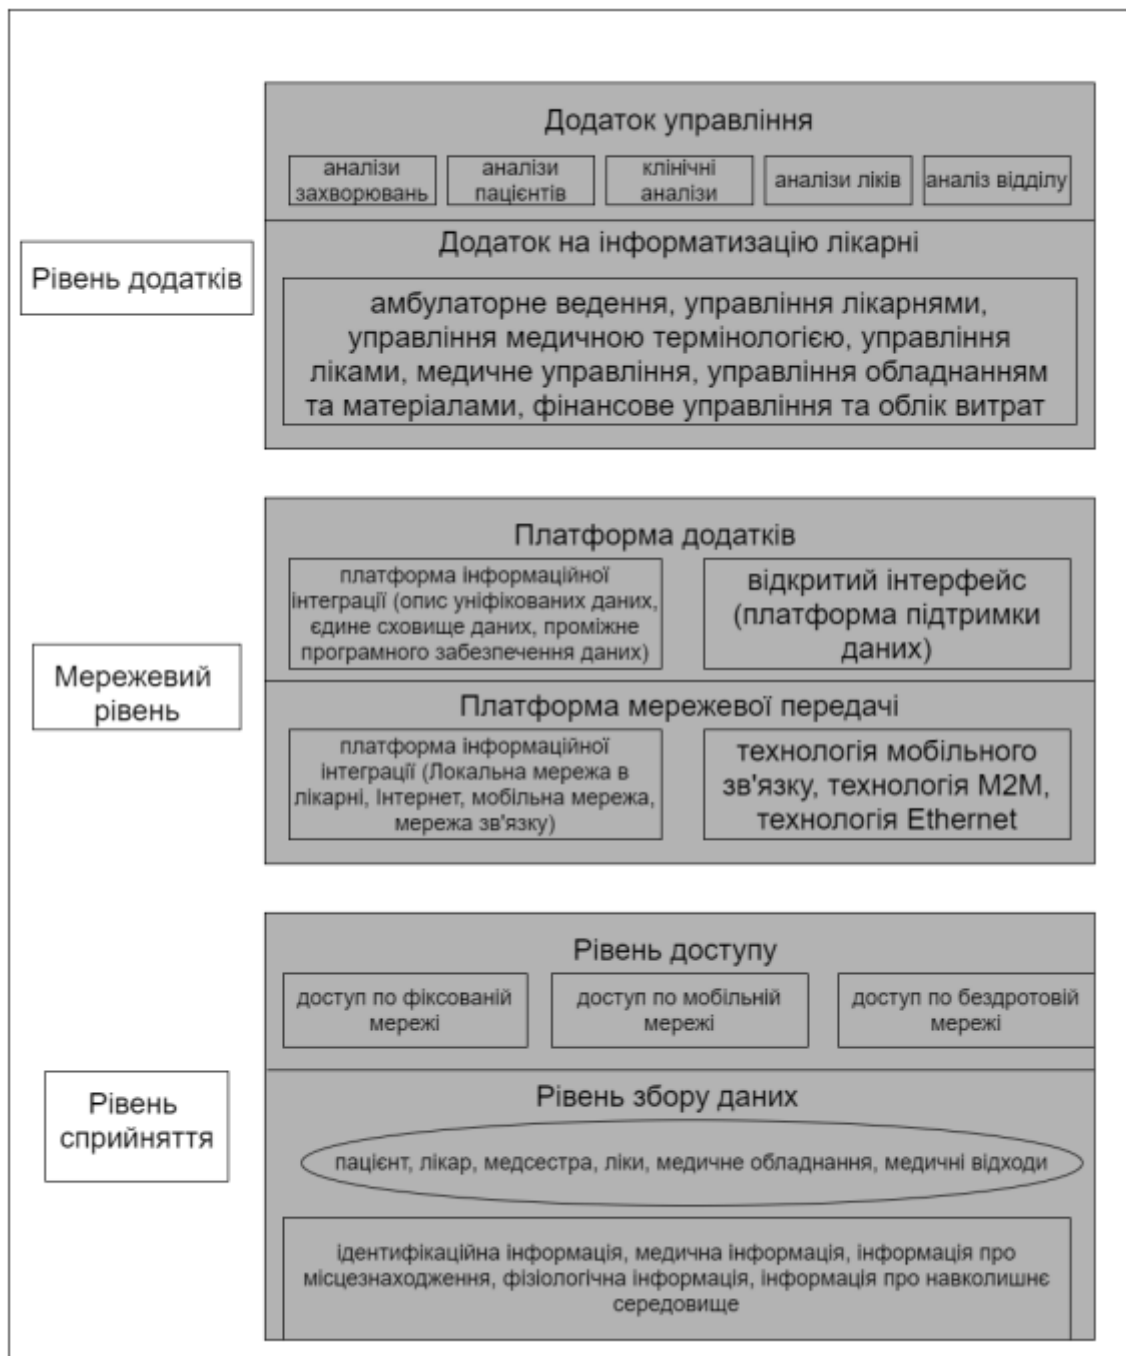 Додаток управління
аналізи
захворювань
аналізи
пацієнтів
клінічні
аналізи
аналізи ліків
аналіз відділу
Рівень додатків
Додаток на інформатизацію лікарні
амбулаторне ведення, управління лікарнями,
управління медичною термінологією, управління
ліками, медичне управління, управління обладнанням
та матеріалами, фінансове управління та облік витрат
Платформа додатків
платформа інформаційної
інтеграції (опис уніфікованих даних,
єдине сховище даних, проміжне
програмного забезпечення даних)
відкритий інтерфейс
(платформа підтримки
даних)
Мережевий
рівень
Платформа мережевої передачі
платформа інформаційної
інтеграції (Локальна мережа в
лікарні, Інтернет, мобільна мережа,
мережа зв'язку)
технологія мобільного
зв'язку, технологія M2M,
технологія Ethernet
Рівень доступу
доступ по фіксованій
мережі
доступ по мобільній
мережі
доступ по бездротовій
мережі
Рівень
сприйняття
Рівень збору даних
пацієнт, лікар, медсестра, ліки, медичне обладнання, медичні відходи
ідентифікаційна інформація, медична інформація, інформація про
місцезнаходження, фізіологічна інформація, інформація про навколишнє
середовище